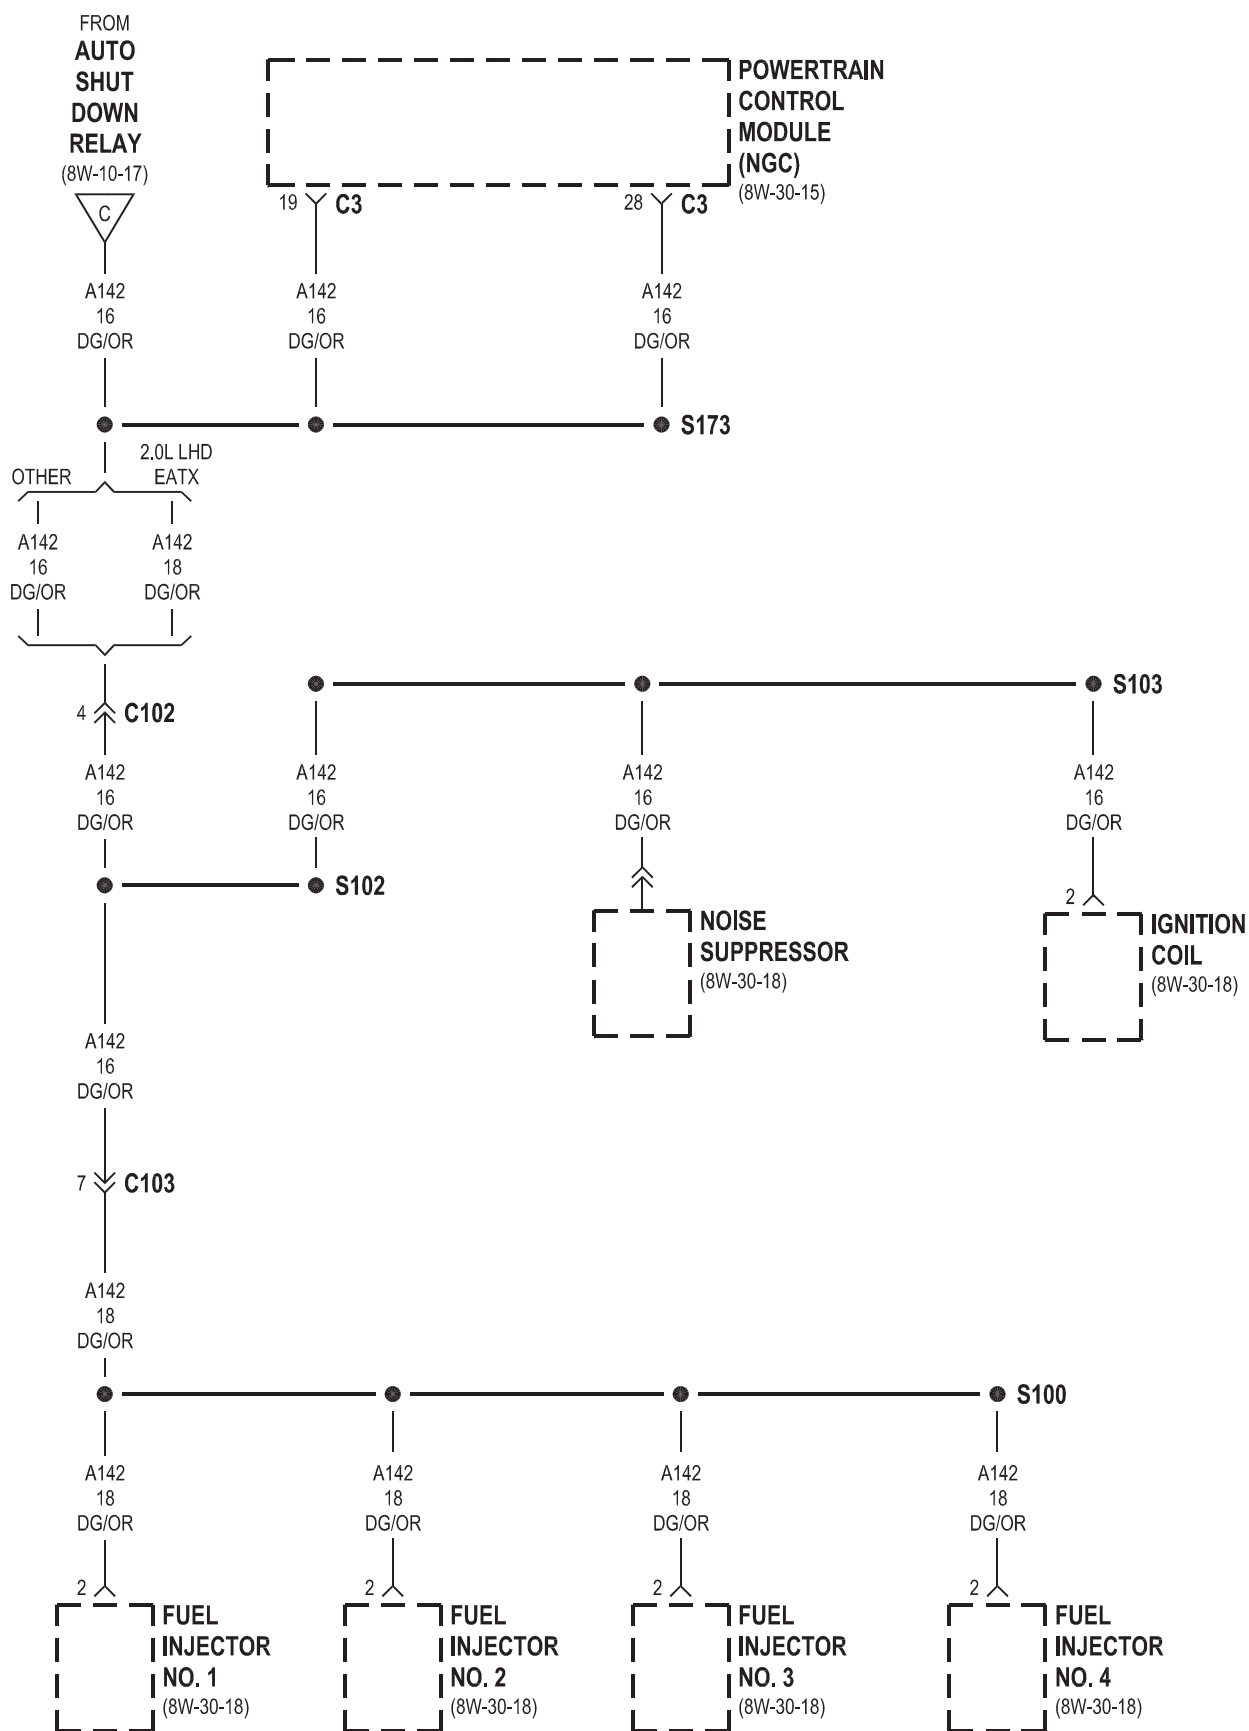 FROM
AUTO
SHUT
DOWN
RELAY
(8W-10-17)
C
POWERTRAIN
CONTROL
MODULE
(NGC)
(8W-30-15)
19 C3
28 C3
A142
16
DG/OR
A142
16
DG/OR
A142
16
DG/OR
S173
OTHER
2.0L LHD
EATX
A142
16
DG/OR
A142
18
DG/OR
4 C102
S103
A142
16
DG/OR
A142
16
DG/OR
A142
16
DG/OR
A142
16
DG/OR
S102
NOISE
SUPPRESSOR
(8W-30-18)
2
IGNITION
COIL
(8W-30-18)
A142
16
DG/OR
7 C103
A142
18
DG/OR
S100
A142
18
DG/OR
A142
18
DG/OR
A142
18
DG/OR
A142
18
DG/OR
2
FUEL
INJECTOR
NO. 1
(8W-30-18)
2
FUEL
INJECTOR
NO. 2
(8W-30-18)
2
FUEL
INJECTOR
NO. 3
(8W-30-18)
2
FUEL
INJECTOR
NO. 4
(8W-30-18)